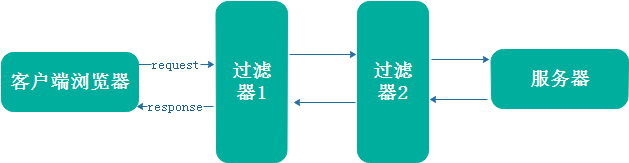 客户端浏览器
request
response
过滤
器1
过滤
器2
服务器